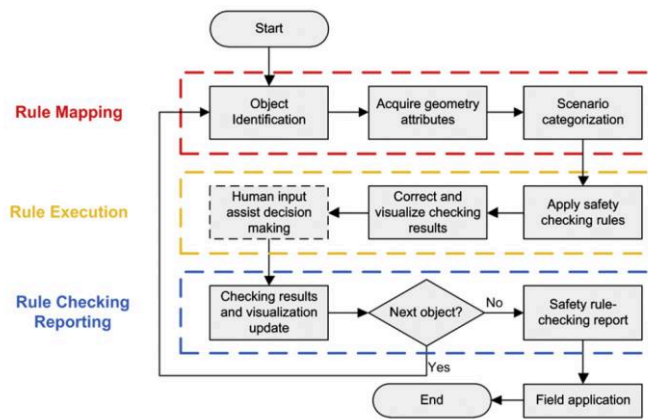 Start
Rule Mapping
Object
Identification
Acquire geometry
attributes
Scenario
categorization
Rule Execution
Human input
assist decision
making
Correct and
visualize checking
results
Apply safety
checking rules
Rule Checking
Reporting
Checking results
and visualization
update
Next object?
No
Safety rule-
checking report
Yes
End
Field application